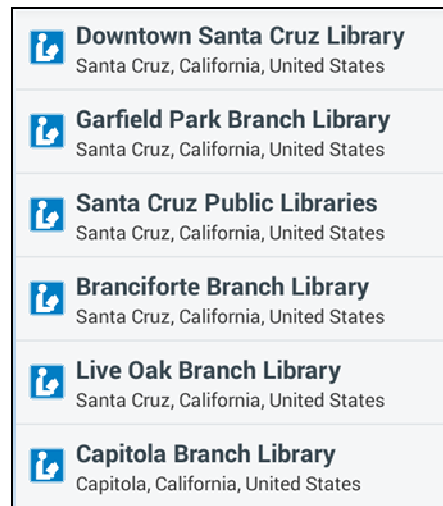 Downtown Santa Cruz Library
Santa Cruz, California, United States
Garfield Park Branch Library
Santa Cruz, California, United States
Santa Cruz Public Libraries
Santa Cruz, California, United States
Branciforte Branch Library
Santa Cruz, California, United States
Live Oak Branch Library
Santa Cruz, California, United States
Capitola Branch Library
Capitola, California, United States